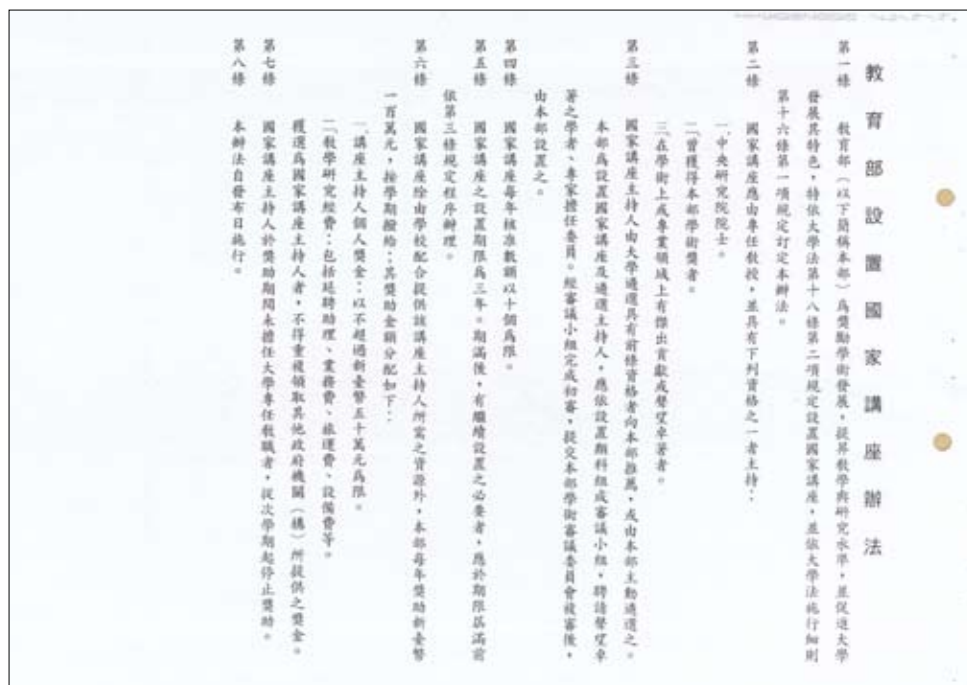 教育部設置國家講座辦法
第一條　教育部（以下簡稱本部）為獎勵學術發展，提昇教學與研究水準，並促進大學
發展其特色，特依大學法第十八條第二項規定設置國家講座，並依大學法施行細則
第十六條第一項規定訂定本辦法。
第二條　國家講座應由專任教授，並具有下列資格之一者主持：
一、中央研究院院士。
二、曾獲得本部學術獎者。
三、在學術上或專業領域上有傑出貢獻或聲望卓著者。
第三條　國家講座主持人由大學遴選具有前條資格者向本部推薦，或由本部主動遴選之。
本部為設置國家講座及遴選主持人，應依設置類科組成審議小組，聘請聲望卓
著之學者、專家擔任委員。經審議小組完成初審，提交本部學術審議委員會複審後，
由本部設置之。
第四條　國家講座每年核准數額以十個為限。
第五條　國家講座之設置期限為三年。期滿後，有繼續設置之必要者，應於期限屆滿前
依第三條規定程序辦理。
第六條　國家講座除由學校配合提供該講座主持人所需之資源外，本部每年獎助新臺幣
一百萬元，按學期撥給；其獎助金額分配如下：
一、講座主持人個人獎金：以不超過新臺幣五十萬元為限。
二、教學研究經費：包括延聘助理、業務費、旅運費、設備費等。
獲選為國家講座主持人者，不得重複領取其他政府機關（構）所提供之獎金。
第七條　國家講座主持人於獎助期間未擔任大學專任教職者，從次學期起停止獎助。
第八條　本辦法自發布日施行。